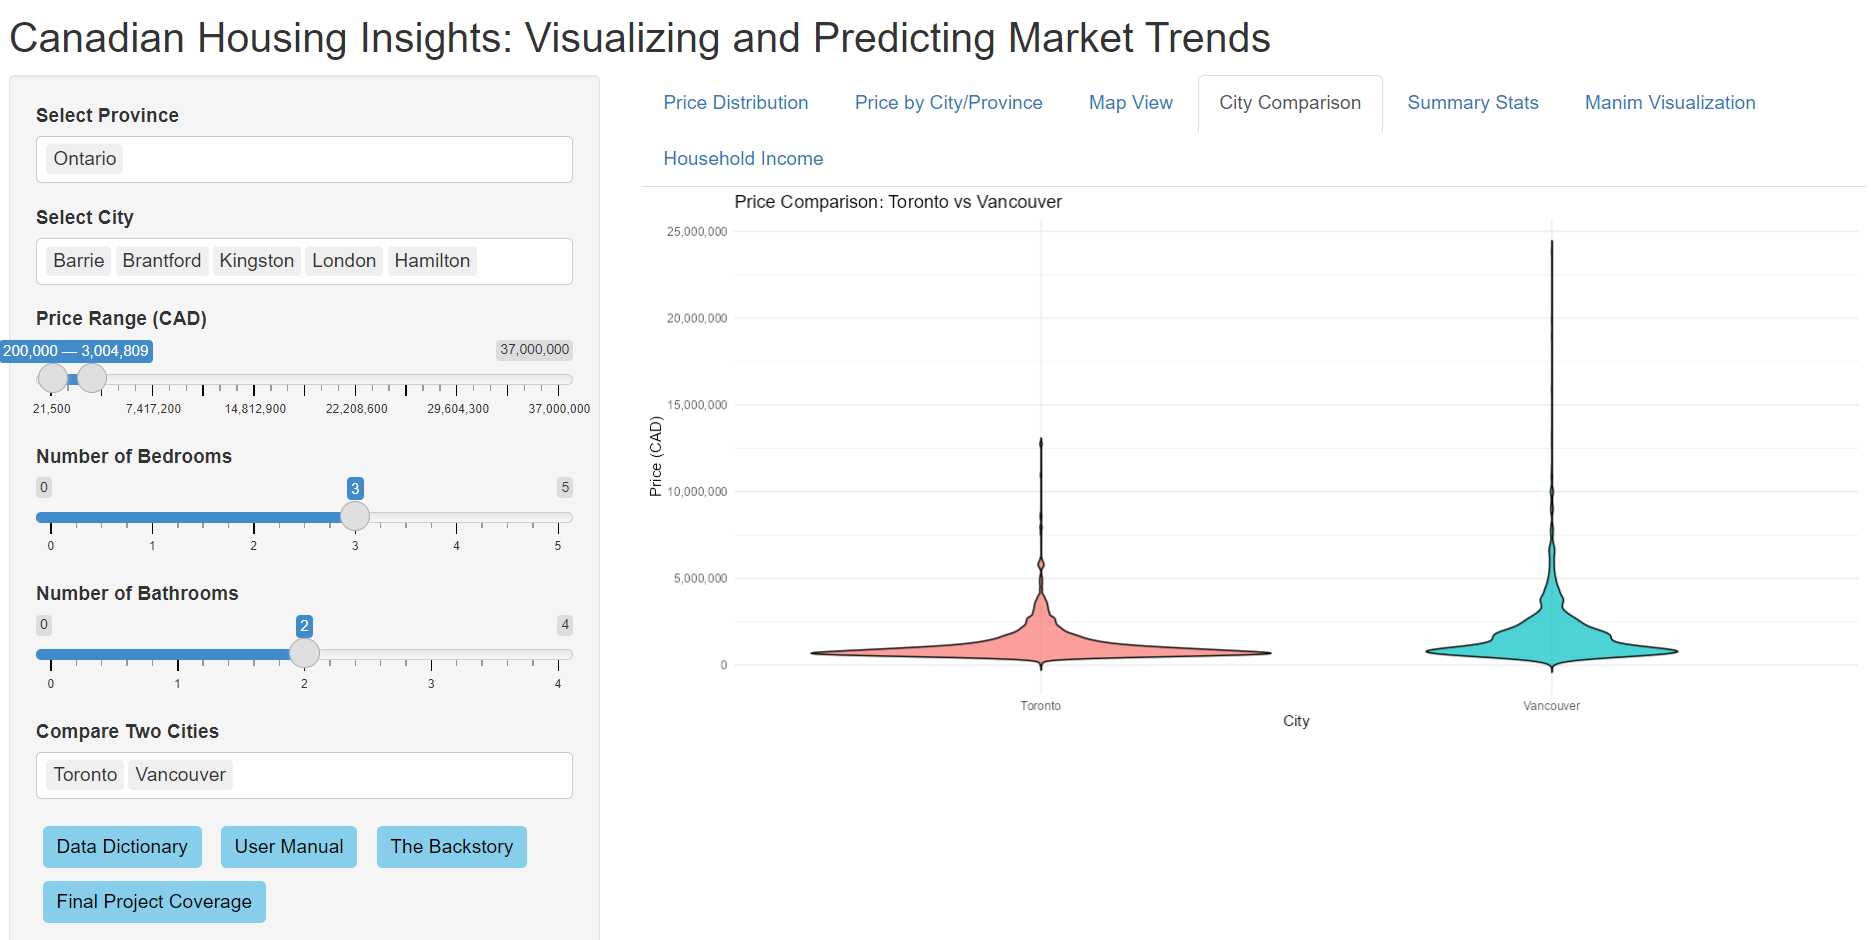 Canadian Housing Insights: Visualizing and Predicting Market Trends
Select Province
Ontario
Select City
Barrie Brantford Kingston London Hamilton
Price Range (CAD)
200,000 — 3,004,809 37,000,000
21,500 7,417,200 14,812,900 22,208,600 29,604,300 37,000,000
Number of Bedrooms
0 3 5
0 1 2 3 4 5
Number of Bathrooms
0 2 4
0 1 2 3 4
Compare Two Cities
Toronto Vancouver
Data Dictionary User Manual The Backstory
Final Project Coverage
Price Distribution Price by City/Province Map View City Comparison Summary Stats Manim Visualization
Household Income
Price Comparison: Toronto vs Vancouver
Price (CAD)
25,000,000
20,000,000
15,000,000
10,000,000
5,000,000
0
Toronto Vancouver
City